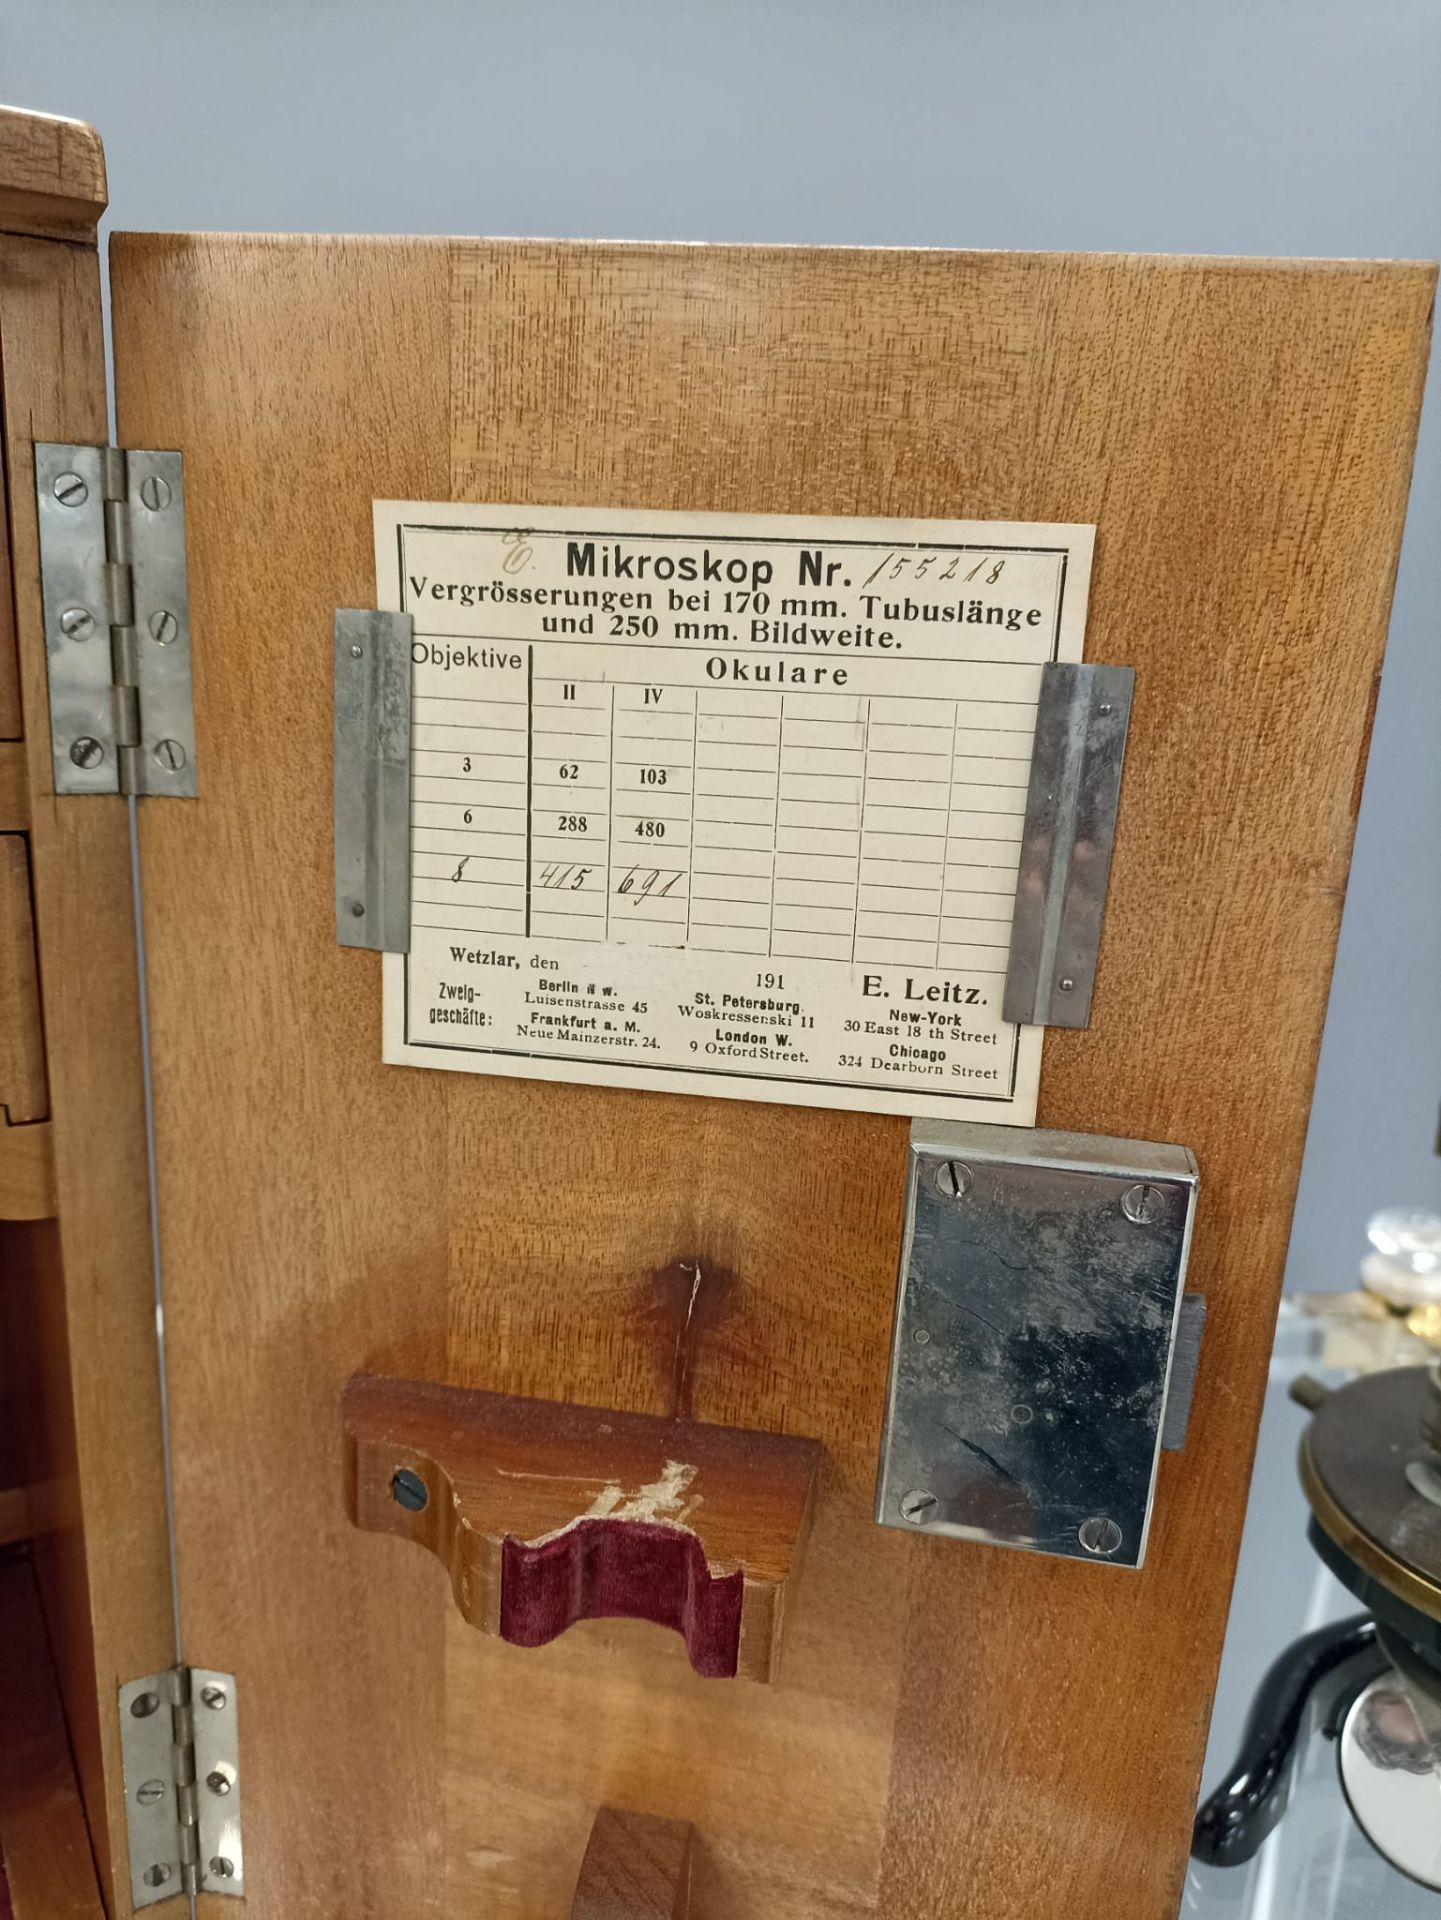 E. Mikroskop Nr. 155218
Vergrösserungen bei 170 mm. Tubuslänge
und 250 mm. Bildweite.
Objektive Okulare
II IV
3 62 103
6 288 480
8 415 691
Wetzlar, den 191 E. Leitz.
Zweig-
geschäfte:
Berlin N w.
Luisenstrasse 45
Frankfurt a. M.
Neue Mainzerstr. 24.
St. Petersburg
Woskressenski 11
London W.
9 Oxford Street.
New-York
30 East 18 th Street
Chicago
324 Dearborn Street